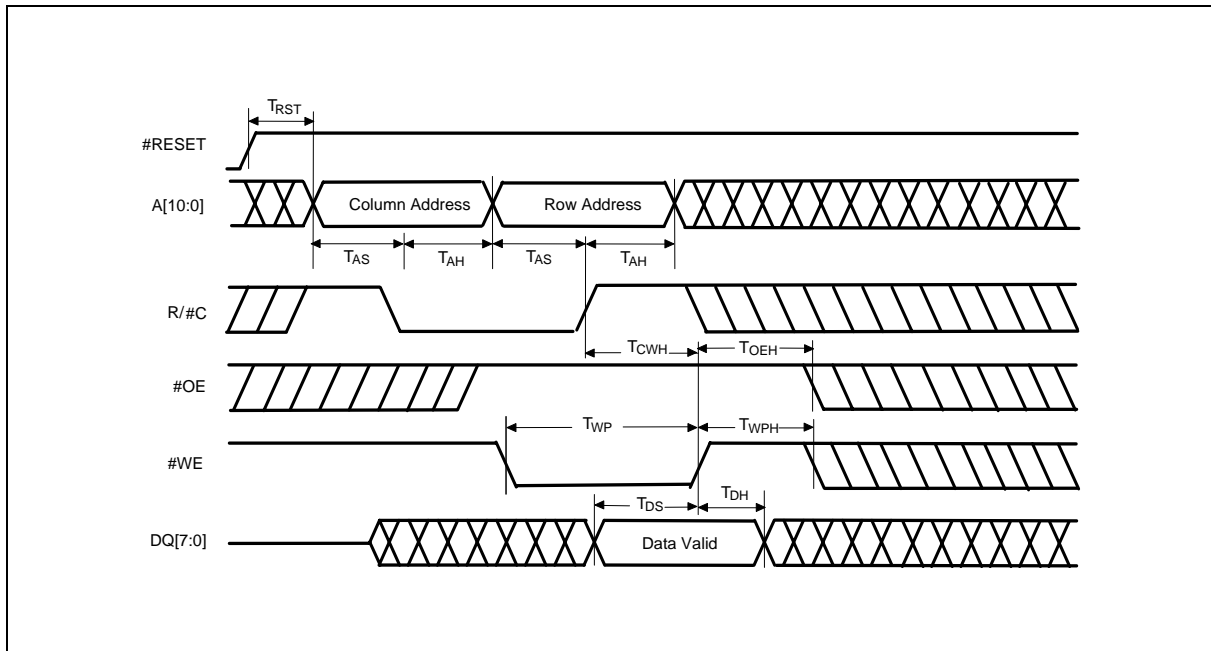 TRST
#RESET
A[10:0]
Column Address
Row Address
TAS
TAH
TAS
TAH
R/#C
TCWH
TOEH
#OE
TWP
TWPH
#WE
TDS
TDH
DQ[7:0]
Data Valid